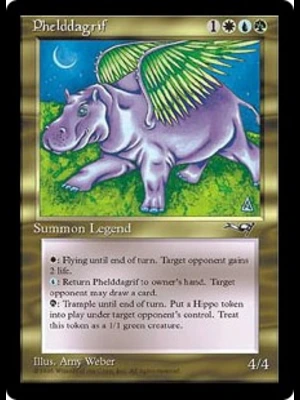 Phelddagrif 1
Summon Legend
: Flying until end of turn. Target opponent gains
2 life.
: Return Phelddagrif to owner's hand. Target
opponent may draw a card.
: Trample until end of turn. Put a Hippo token
into play under target opponent's control. Treat
this token as a 1/1 green creature.
Illus. Amy Weber
4/4